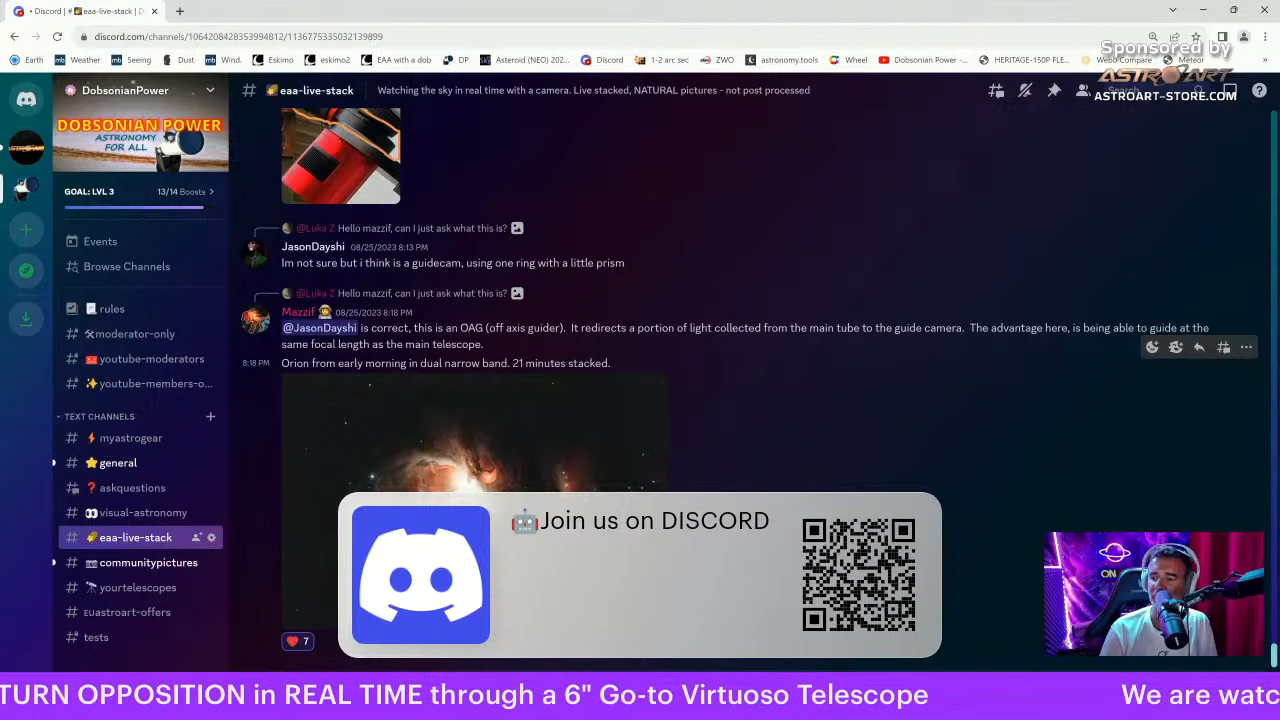 • Discord | #🌠eaa-live-stack | D
discord.com/channels/1064208428353994812/1136775335032139899
Earth
Weather
Seeing
Dust
Wind.
Eskimo
eskimo2
EAA with a dob
DP
Asteroid (NEO) 202...
Discord
1-2 arc sec
ZWO
astronomy.tools
Wheel
Dobsonian Power -...
HERITAGE-150P FLE...
Webb Compare
Meteor
»
Sponsored by
ASTROART
ASTROART-STORE.COM
DobsonianPower
eaa-live-stack
Watching the sky in real time with a camera. Live stacked, NATURAL pictures - not post processed
Search
DOBSONIAN POWER
ASTRONOMY
FOR ALL
GOAL: LVL 3
13/14 Boosts
Events
Browse Channels
rules
moderator-only
youtube-moderators
youtube-members-o...
TEXT CHANNELS
myastrogear
general
askquestions
visual-astronomy
eaa-live-stack
communitypictures
yourtelescopes
EUastroart-offers
tests
@Luka Z Hello mazzif, can I just ask what this is?
JasonDayshi 08/25/2023 8:13 PM
Im not sure but i think is a guidecam, using one ring with a little prism
@Luka Z Hello mazzif, can I just ask what this is?
Mazzif 08/25/2023 8:18 PM
@JasonDayshi is correct, this is an OAG (off axis guider). It redirects a portion of light collected from the main tube to the guide camera. The advantage here, is being able to guide at the
same focal length as the main telescope.
8:18 PM Orion from early morning in dual narrow band. 21 minutes stacked.
7
🤖Join us on DISCORD
ON
TURN OPPOSITION in REAL TIME through a 6" Go-to Virtuoso Telescope We are watc